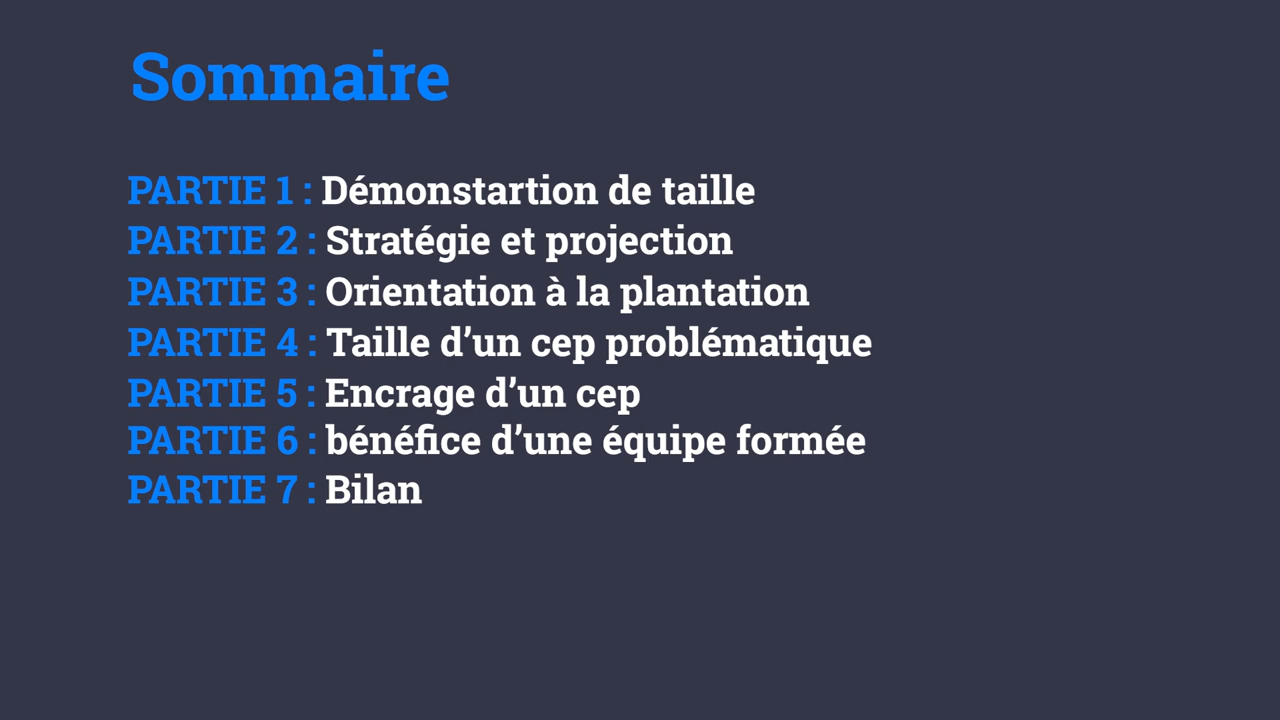 Sommaire
PARTIE 1 : Démonstartion de taille
PARTIE 2 : Stratégie et projection
PARTIE 3 : Orientation à la plantation
PARTIE 4 : Taille d’un cep problématique
PARTIE 5 : Encrage d’un cep
PARTIE 6 : bénéfice d’une équipe formée
PARTIE 7 : Bilan